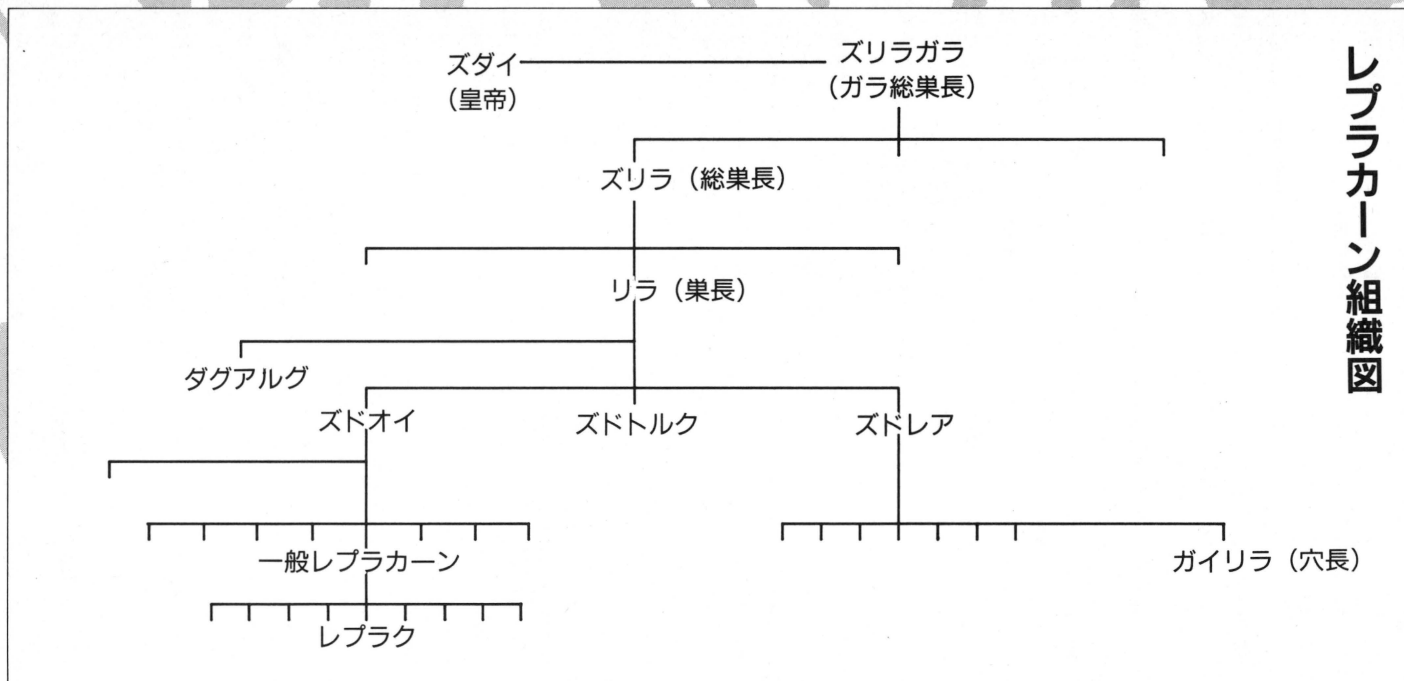 レプラカーン組織図
ズダイ
(皇帝)
ズリラガラ
(ガラ総巣長)
ズリラ(総巣長)
リラ(巣長)
ダグアルグ
ズドオイ
ズドトルク
ズドレア
一般レプラカーン
ガイリラ(穴長)
レプラク